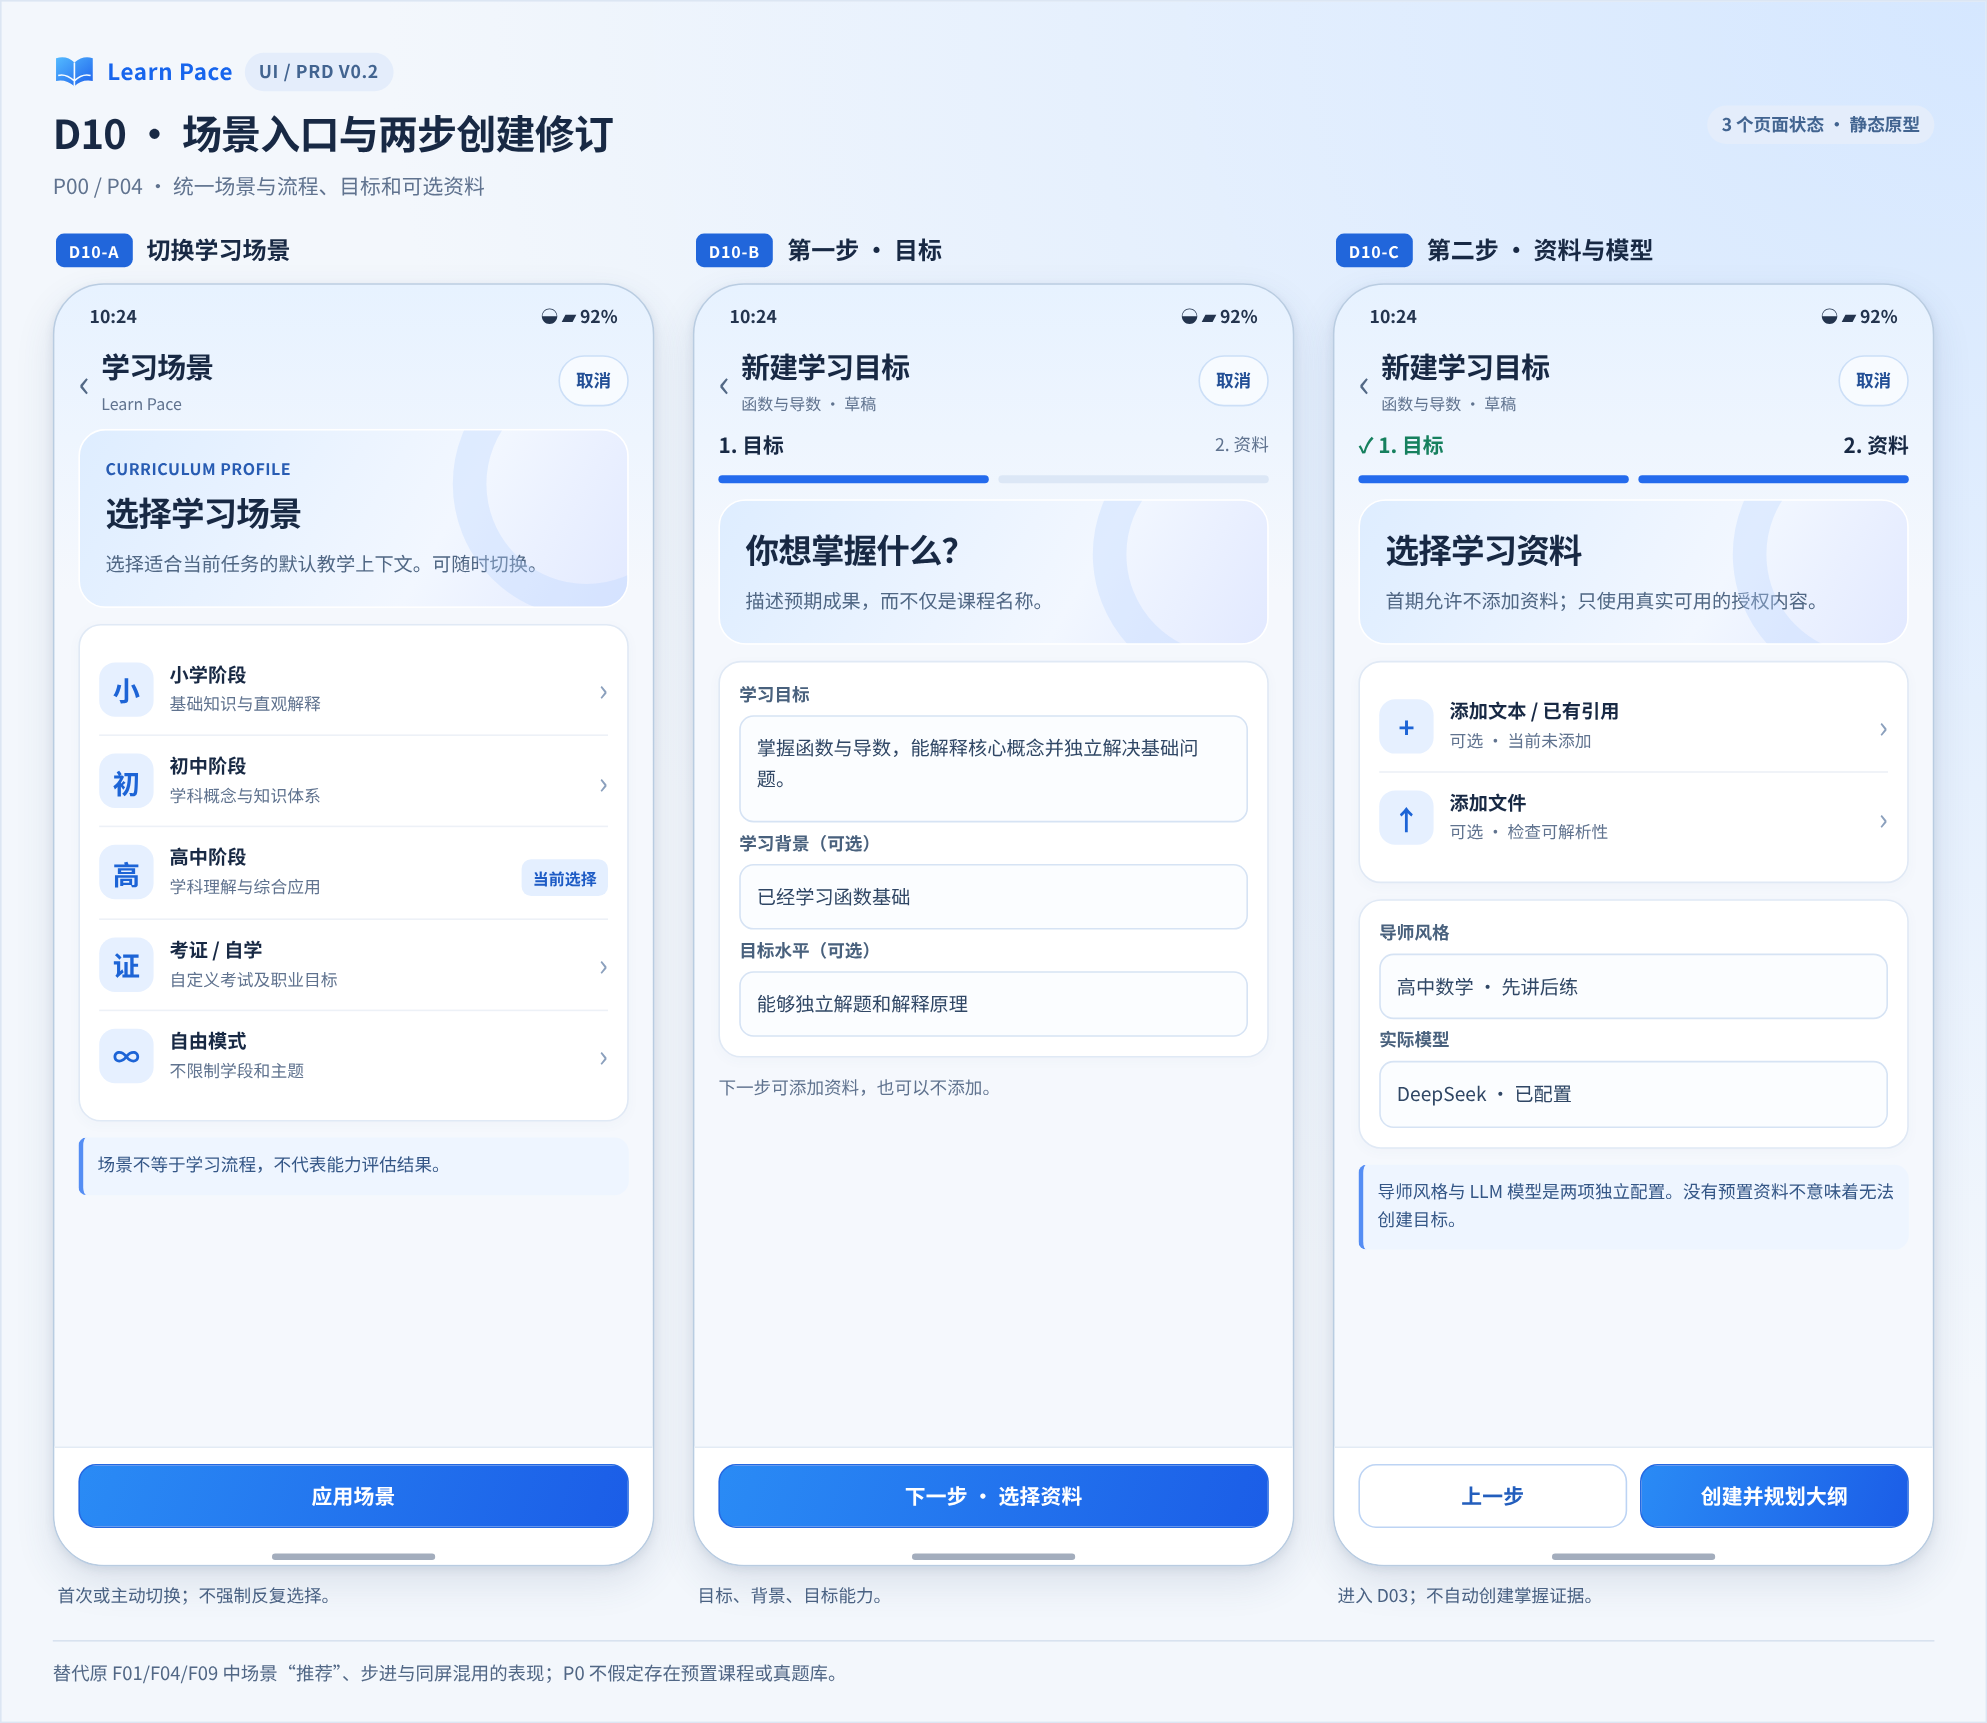 Learn Pace
UI / PRD V0.2
D10 · 场景入口与两步创建修订
P00 / P04 · 统一场景与流程、目标和可选资料
3 个页面状态 · 静态原型
D10-A 切换学习场景
10:24
92%
‹ 学习场景
Learn Pace
取消
CURRICULUM PROFILE
选择学习场景
选择适合当前任务的默认教学上下文。可随时切换。
小 小学阶段
基础知识与直观解释
›
初 初中阶段
学科概念与知识体系
›
高 高中阶段
学科理解与综合应用
当前选择
证 考证 / 自学
自定义考试及职业目标
›
∞ 自由模式
不限制学段和主题
›
场景不等于学习流程，不代表能力评估结果。
应用场景
首次或主动切换；不强制反复选择。
D10-B 第一步 · 目标
10:24
92%
‹ 新建学习目标
函数与导数 · 草稿
取消
1. 目标
2. 资料
你想掌握什么？
描述预期成果，而不仅是课程名称。
学习目标
掌握函数与导数，能解释核心概念并独立解决基础问
题。
学习背景（可选）
已经学习函数基础
目标水平（可选）
能够独立解题和解释原理
下一步可添加资料，也可以不添加。
下一步 · 选择资料
目标、背景、目标能力。
D10-C 第二步 · 资料与模型
10:24
92%
‹ 新建学习目标
函数与导数 · 草稿
取消
✓ 1. 目标
2. 资料
选择学习资料
首期允许不添加资料；只使用真实可用的授权内容。
+ 添加文本 / 已有引用
可选 · 当前未添加
›
↑ 添加文件
可选 · 检查可解析性
›
导师风格
高中数学 · 先讲后练
实际模型
DeepSeek · 已配置
导师风格与 LLM 模型是两项独立配置。没有预置资料不意味着无法
创建目标。
上一步
创建并规划大纲
进入 D03；不自动创建掌握证据。
替代原 F01/F04/F09 中场景“推荐”、步进与同屏混用的表现；P0 不假定存在预置课程或真题库。